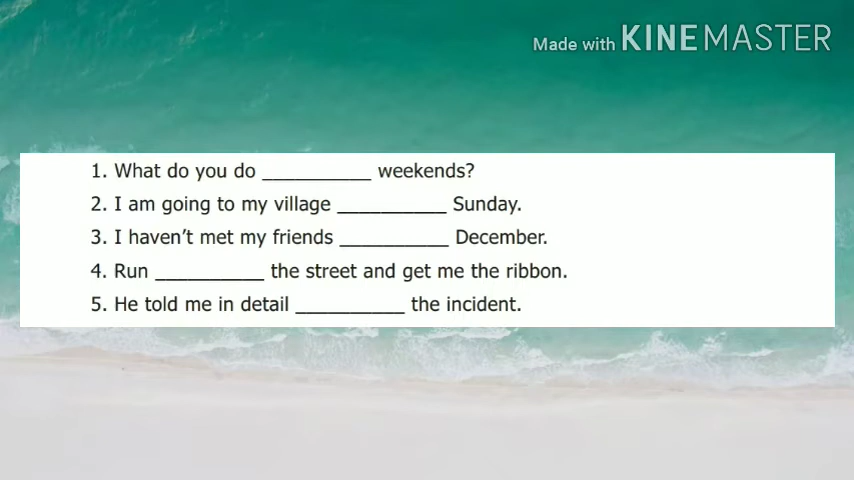 Made with KINEMASTER
1. What do you do __________ weekends?
2. I am going to my village __________ Sunday.
3. I haven’t met my friends __________ December.
4. Run __________ the street and get me the ribbon.
5. He told me in detail __________ the incident.